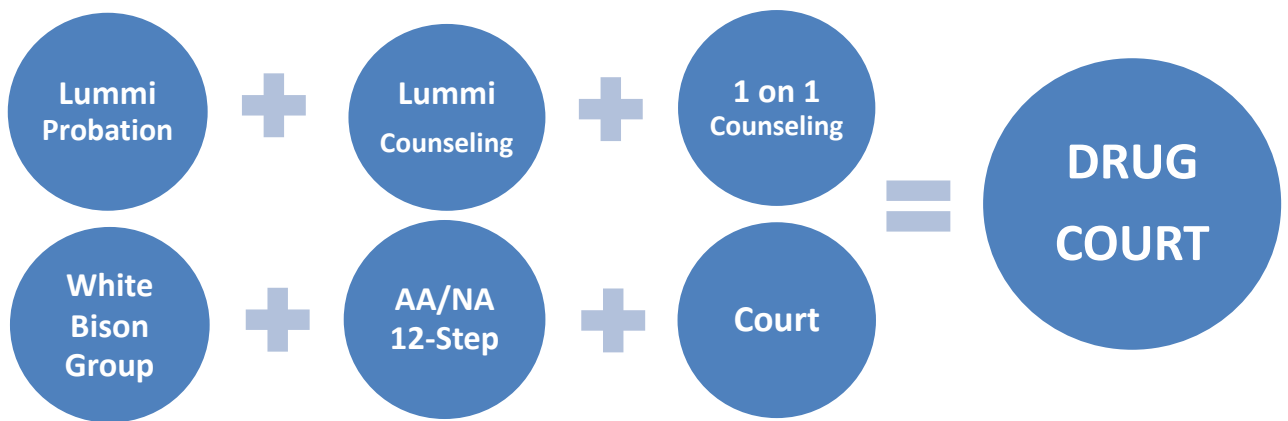 Lummi
Probation
Lummi
Counseling
1 on 1
Counseling
White
Bison
Group
AA/NA
12-Step
Court
DRUG
COURT